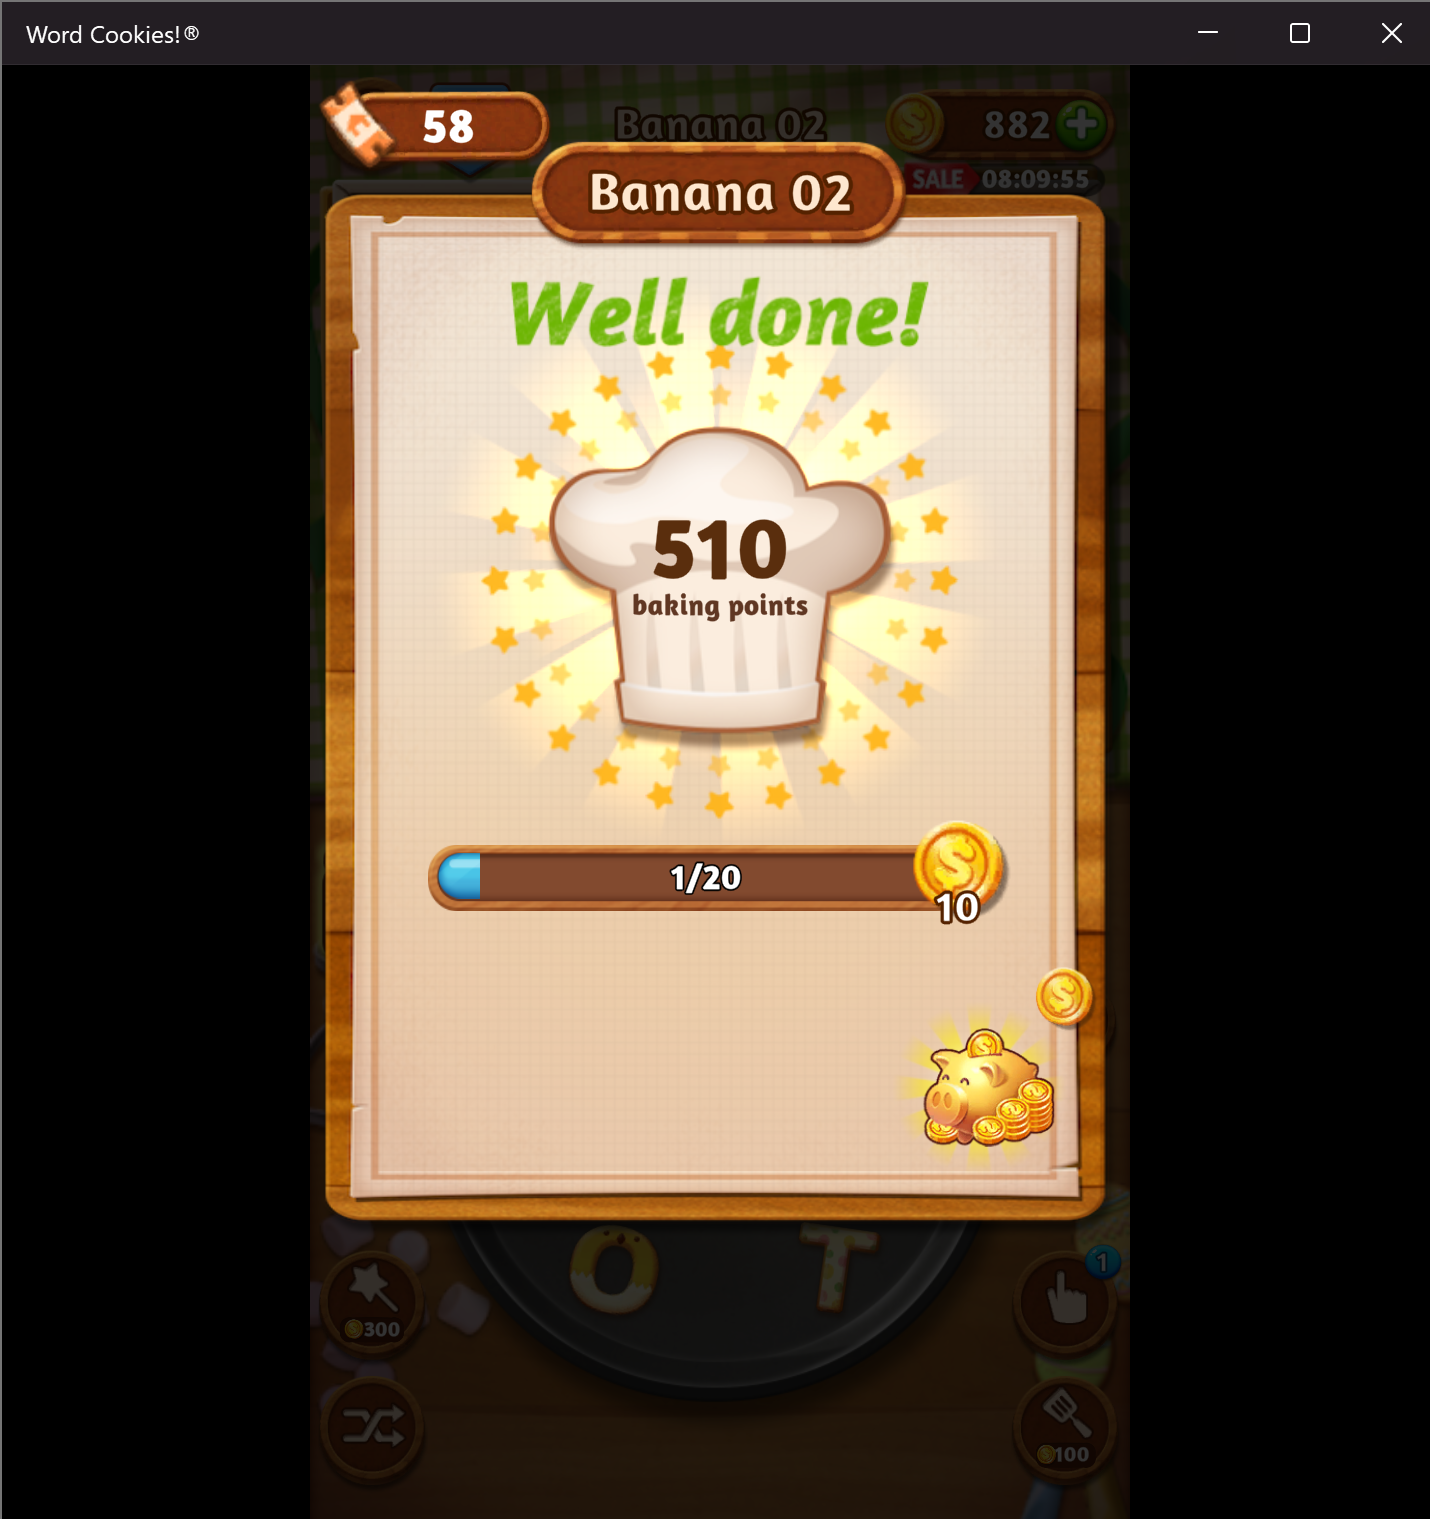 Word Cookies!®
58
Banana 02
882
SALE 08:09:55
Banana 02
Well done!
510
baking points
1/20
10
O T
1
300
100